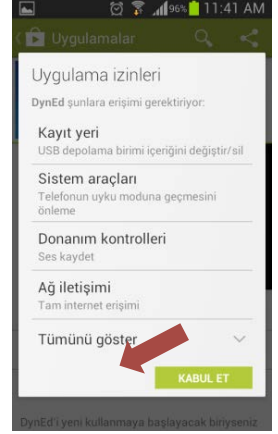 96% 11:41 AM
Uygulamalar
Uygulama izinleri
DynEd şunlara erişimi gerektiriyor:
Kayıt yeri
USB depolama birimi içeriğini değiştir/sil
Sistem araçları
Telefonun uyku moduna geçmesini
önleme
Donanım kontrolleri
Ses kaydet
Ağ iletişimi
Tam internet erişimi
Tümünü göster
KABUL ET
DynEd'i yeni kullanmaya başlayacak biriyseniz